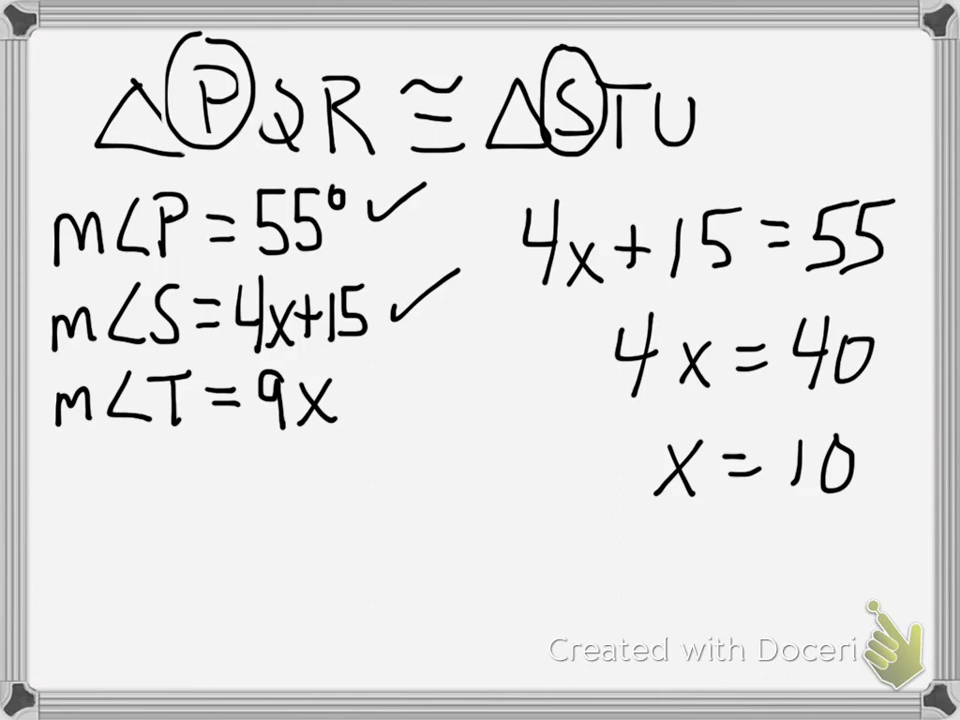 △PQR ≅ △STU
m∠P = 55° ✓
m∠S = 4x+15 ✓
m∠T = 9x
4x+15=55
4x=40
x=10
Created with Doceri